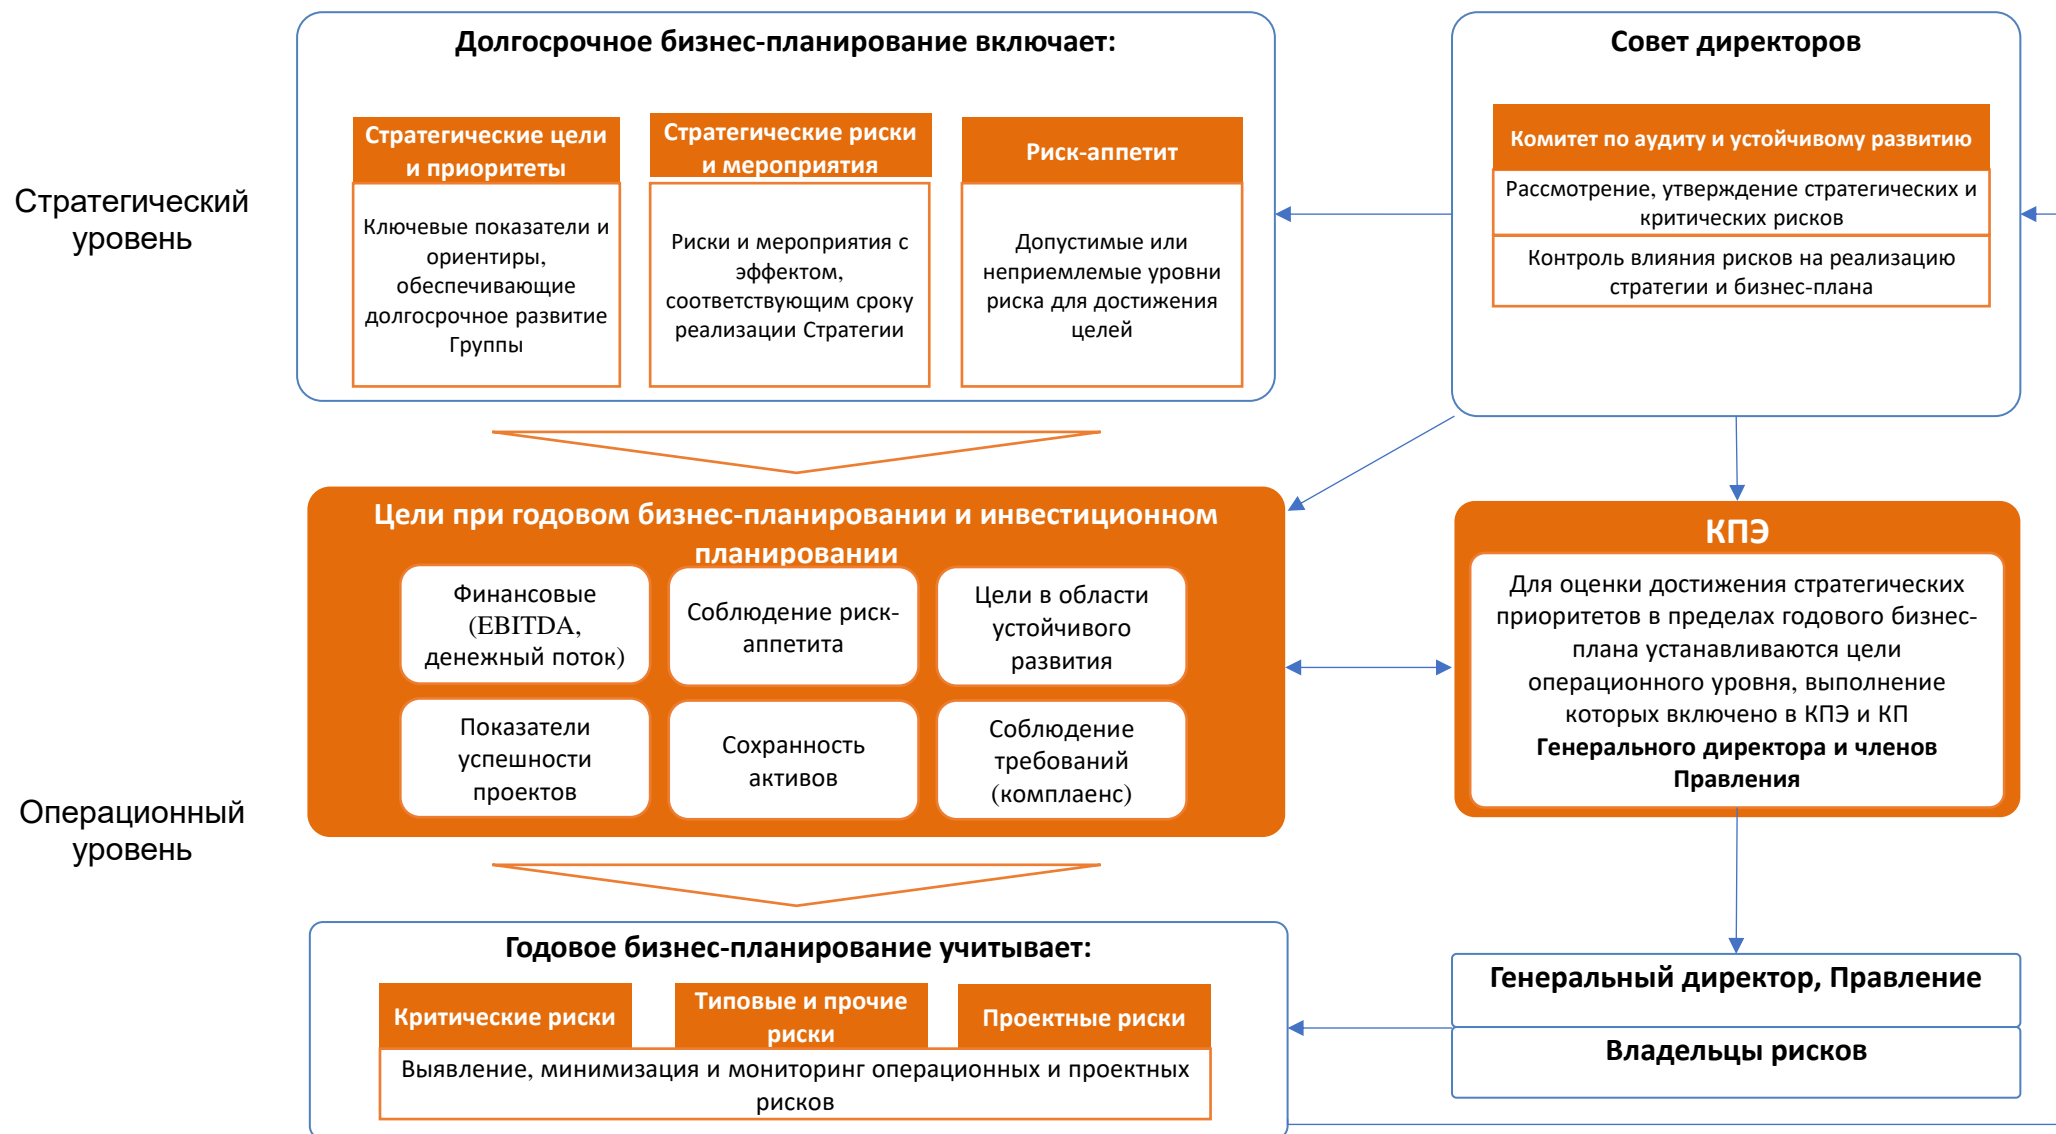 Долгосрочное бизнес-планирование включает:
Стратегические цели
и приоритеты
Ключевые показатели и
ориентиры,
обеспечивающие
долгосрочное развитие
Группы
Стратегические риски
и мероприятия
Риски и мероприятия с
эффектом,
соответствующим сроку
реализации Стратегии
Риск-аппетит
Допустимые или
неприемлемые уровни
риска для достижения
целей
Совет директоров
Комитет по аудиту и устойчивому развитию
Рассмотрение, утверждение стратегических и
критических рисков
Контроль влияния рисков на реализацию
стратегии и бизнес-плана
Стратегический
уровень
Цели при годовом бизнес-планировании и инвестиционном
планировании
Финансовые
(EBITDA,
денежный поток)
Соблюдение риск-
аппетита
Цели в области
устойчивого
развития
Показатели
успешности
проектов
Сохранность
активов
Соблюдение
требований
(комплаенс)
КПЭ
Для оценки достижения стратегических
приоритетов в пределах годового бизнес-
плана устанавливаются цели
операционного уровня, выполнение
которых включено в КПЭ и КП
Генерального директора и членов
Правления
Операционный
уровень
Годовое бизнес-планирование учитывает:
Критические риски
Типовые и прочие
риски
Проектные риски
Выявление, минимизация и мониторинг операционных и проектных
рисков
Генеральный директор, Правление
Владельцы рисков